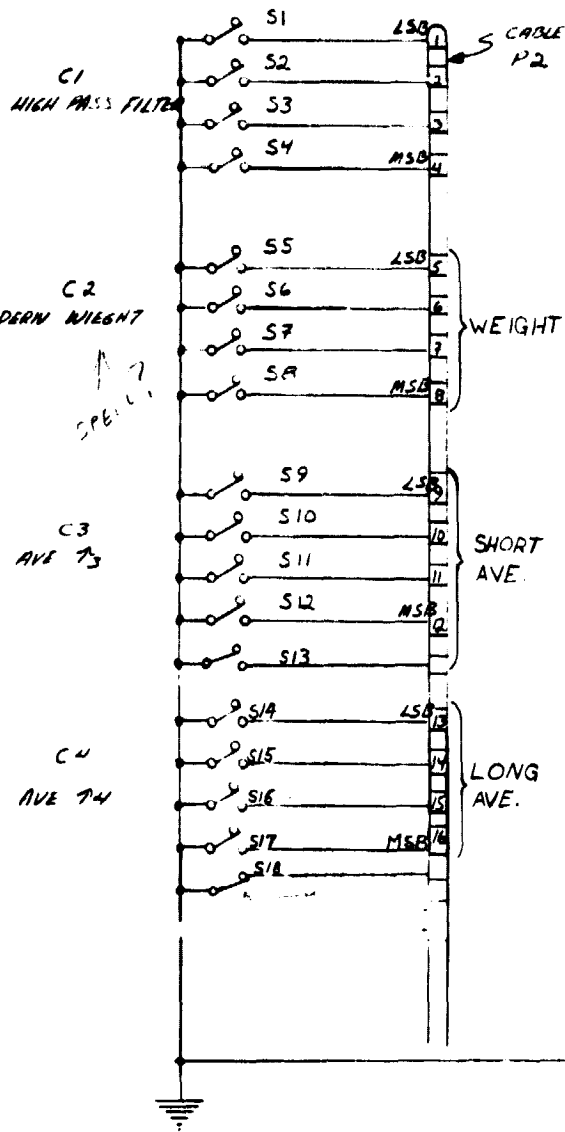 S1
LSB
1
CABLE
P2
C1
HIGH PASS FILTER
S2
2
S3
3
S4
MSB
4
S5
LSB
5
C2
WIEGHT
S6
6
S7
7
WEIGHT
S8
MSB
8
S9
LSB
9
C3
AVE
S10
10
SHORT
AVE.
S11
11
S12
MSB
S13
S14
LSB
13
C4
AVE
S15
14
LONG
AVE.
S16
15
S17
MSB
16
S18